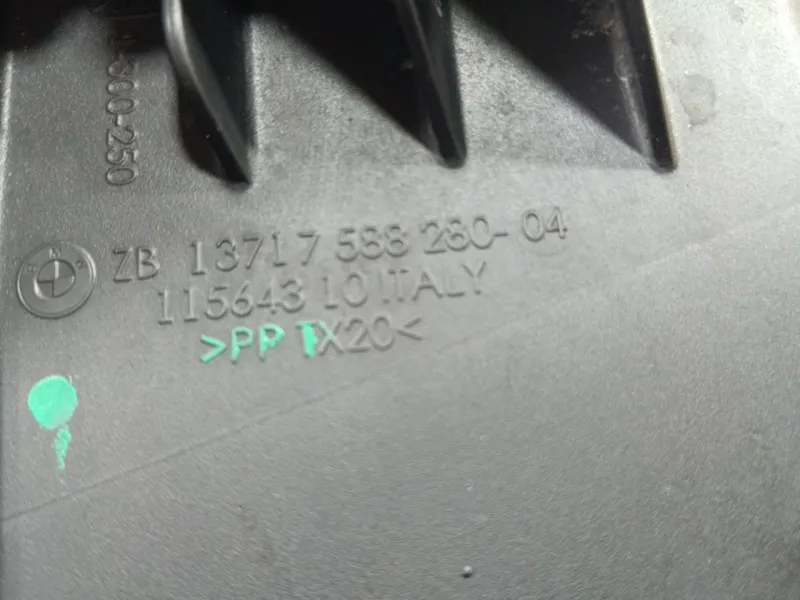 -300-250
ZB 13717 588 280-04
115643 10 ITALY
>PP TX20<